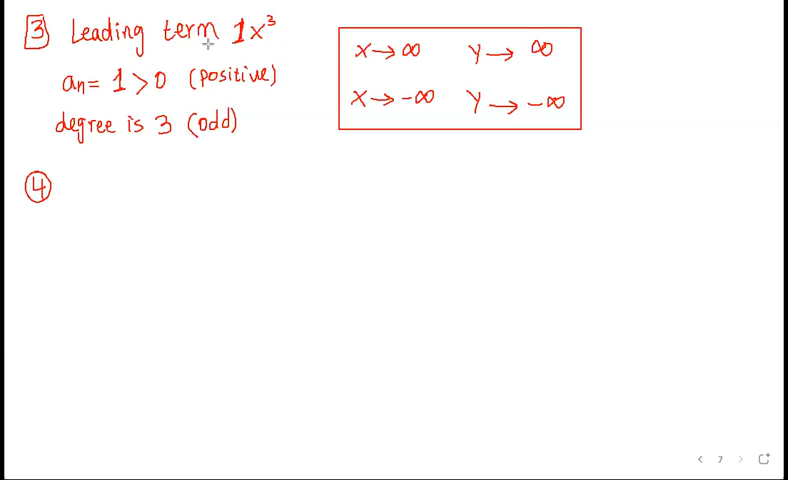 3 Leading term 1x³
aₙ = 1 > 0 (positive)
degree is 3 (odd)
x → ∞ y → ∞
x → -∞ y → -∞
4
7